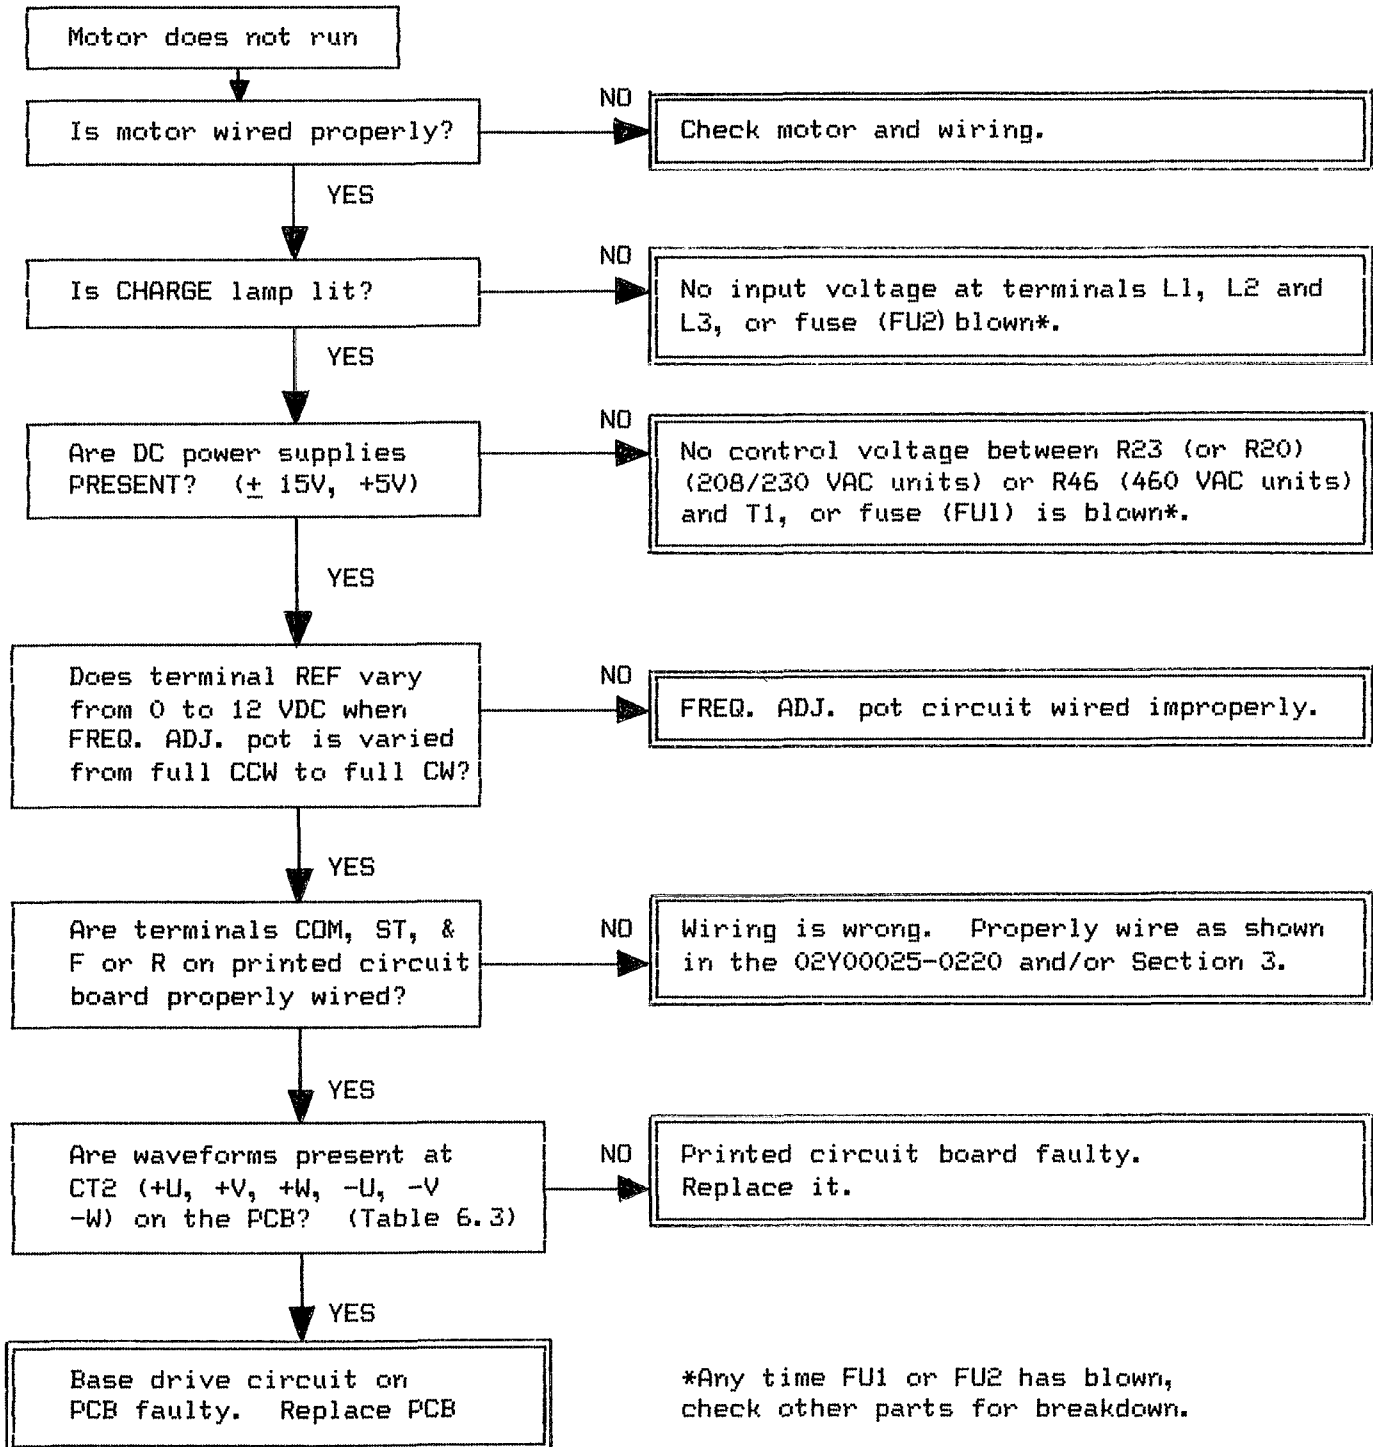 Motor does not run
Is motor wired properly?
NO
Check motor and wiring.
YES
Is CHARGE lamp lit?
NO
No input voltage at terminals L1, L2 and
L3, or fuse (FU2) blown*.
YES
Are DC power supplies
PRESENT? (± 15V, +5V)
NO
No control voltage between R23 (or R20)
(208/230 VAC units) or R46 (460 VAC units)
and T1, or fuse (FU1) is blown*.
YES
Does terminal REF vary
from 0 to 12 VDC when
FREQ. ADJ. pot is varied
from full CCW to full CW?
NO
FREQ. ADJ. pot circuit wired improperly.
YES
Are terminals COM, ST, &
F or R on printed circuit
board properly wired?
NO
Wiring is wrong. Properly wire as shown
in the 02Y00025-0220 and/or Section 3.
YES
Are waveforms present at
CT2 (+U, +V, +W, -U, -V
-W) on the PCB? (Table 6.3)
NO
Printed circuit board faulty.
Replace it.
YES
Base drive circuit on
PCB faulty. Replace PCB
*Any time FU1 or FU2 has blown,
check other parts for breakdown.